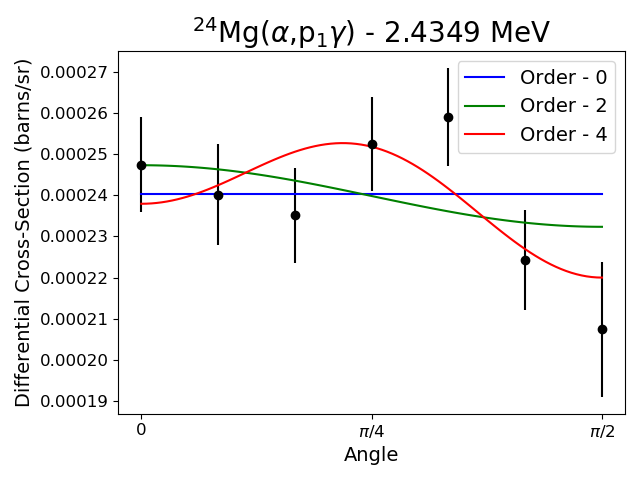 ²⁴Mg(α,p₁γ) - 2.4349 MeV
Differential Cross-Section (barns/sr)
0.00027
0.00026
0.00025
0.00024
0.00023
0.00022
0.00021
0.00020
0.00019
Order - 0
Order - 2
Order - 4
0 π/4 π/2
Angle